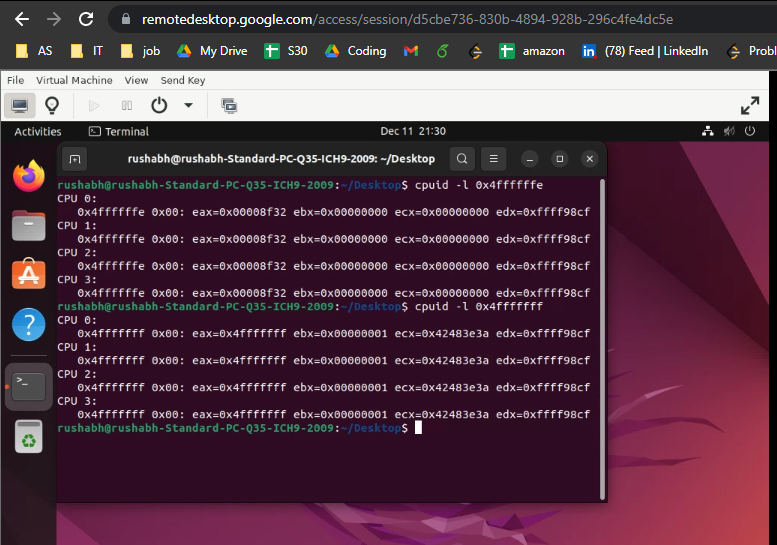 remotedesktop.google.com/access/session/d5cbe736-830b-4894-928b-296c4fe4dc5e
AS IT job My Drive S30 Coding amazon (78) Feed | LinkedIn Probl
File Virtual Machine View Send Key
Activities Terminal Dec 11 21:30
rushabh@rushabh-Standard-PC-Q35-ICH9-2009: ~/Desktop
rushabh@rushabh-Standard-PC-Q35-ICH9-2009:~/Desktop$ cpuid -l 0x4ffffffe
CPU 0:
0x4ffffffe 0x00: eax=0x00008f32 ebx=0x00000000 ecx=0x00000000 edx=0xffff98cf
CPU 1:
0x4ffffffe 0x00: eax=0x00008f32 ebx=0x00000000 ecx=0x00000000 edx=0xffff98cf
CPU 2:
0x4ffffffe 0x00: eax=0x00008f32 ebx=0x00000000 ecx=0x00000000 edx=0xffff98cf
CPU 3:
0x4ffffffe 0x00: eax=0x00008f32 ebx=0x00000000 ecx=0x00000000 edx=0xffff98cf
rushabh@rushabh-Standard-PC-Q35-ICH9-2009:~/Desktop$ cpuid -l 0x4fffffff
CPU 0:
0x4fffffff 0x00: eax=0x4fffffff ebx=0x00000001 ecx=0x42483e3a edx=0xffff98cf
CPU 1:
0x4fffffff 0x00: eax=0x4fffffff ebx=0x00000001 ecx=0x42483e3a edx=0xffff98cf
CPU 2:
0x4fffffff 0x00: eax=0x4fffffff ebx=0x00000001 ecx=0x42483e3a edx=0xffff98cf
CPU 3:
0x4fffffff 0x00: eax=0x4fffffff ebx=0x00000001 ecx=0x42483e3a edx=0xffff98cf
rushabh@rushabh-Standard-PC-Q35-ICH9-2009:~/Desktop$